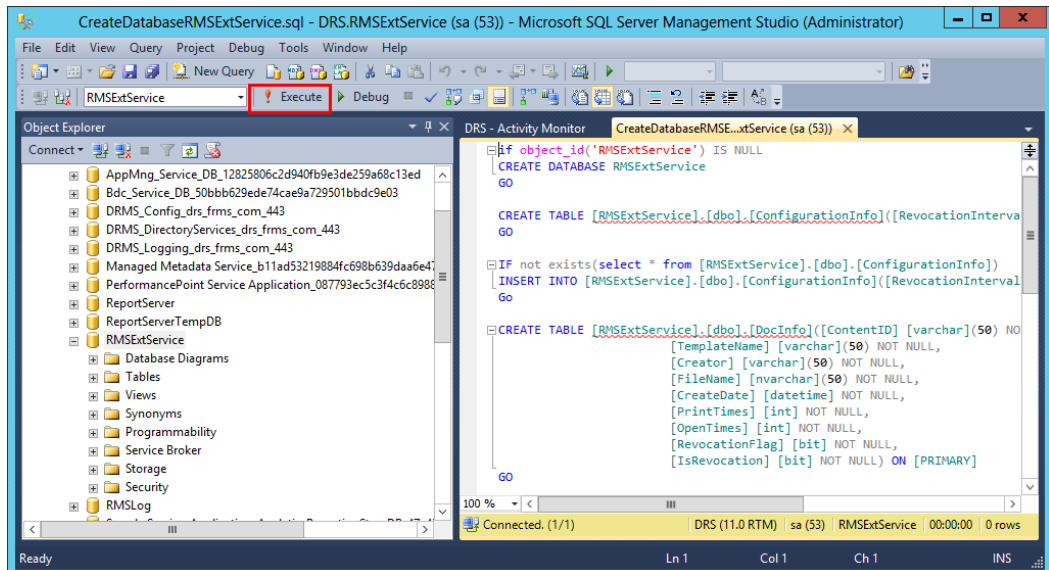 CreateDatabaseRMSExtService.sql - DRS.RMSExtService (sa (53)) - Microsoft SQL Server Management Studio (Administrator)
File Edit View Query Project Debug Tools Window Help
New Query
RMSExtService Execute Debug
Object Explorer
Connect
AppMng_Service_DB_12825806c2d940fb9e3de259a68c13ed
Bdc_Service_DB_50bbb629ede74cae9a729501bbdc9e03
DRMS_Config_drs_frms_com_443
DRMS_DirectoryServices_drs_frms_com_443
DRMS_Logging_drs_frms_com_443
Managed Metadata Service_b11ad53219884fc698b639daa6e47
PerformancePoint Service Application_087793ec5c3f4c6c8988
ReportServer
ReportServerTempDB
RMSExtService
Database Diagrams
Tables
Views
Synonyms
Programmability
Service Broker
Storage
Security
RMSLog
DRS - Activity Monitor CreateDatabaseRMSE...xtService (sa (53))
if object_id('RMSExtService') IS NULL
CREATE DATABASE RMSExtService
GO
CREATE TABLE [RMSExtService].[dbo].[ConfigurationInfo]([RevocationInterva
GO
IF not exists(select * from [RMSExtService].[dbo].[ConfigurationInfo])
INSERT INTO [RMSExtService].[dbo].[ConfigurationInfo]([RevocationInterval
Go
CREATE TABLE [RMSExtService].[dbo].[DocInfo]([ContentID] [varchar](50) NO
[TemplateName] [varchar](50) NOT NULL,
[Creator] [varchar](50) NOT NULL,
[FileName] [nvarchar](50) NOT NULL,
[CreateDate] [datetime] NOT NULL,
[PrintTimes] [int] NOT NULL,
[OpenTimes] [int] NOT NULL,
[RevocationFlag] [bit] NOT NULL,
[IsRevocation] [bit] NOT NULL) ON [PRIMARY]
GO
100 %
Connected. (1/1) DRS (11.0 RTM) sa (53) RMSExtService 00:00:00 0 rows
Ready Ln 1 Col 1 Ch 1 INS